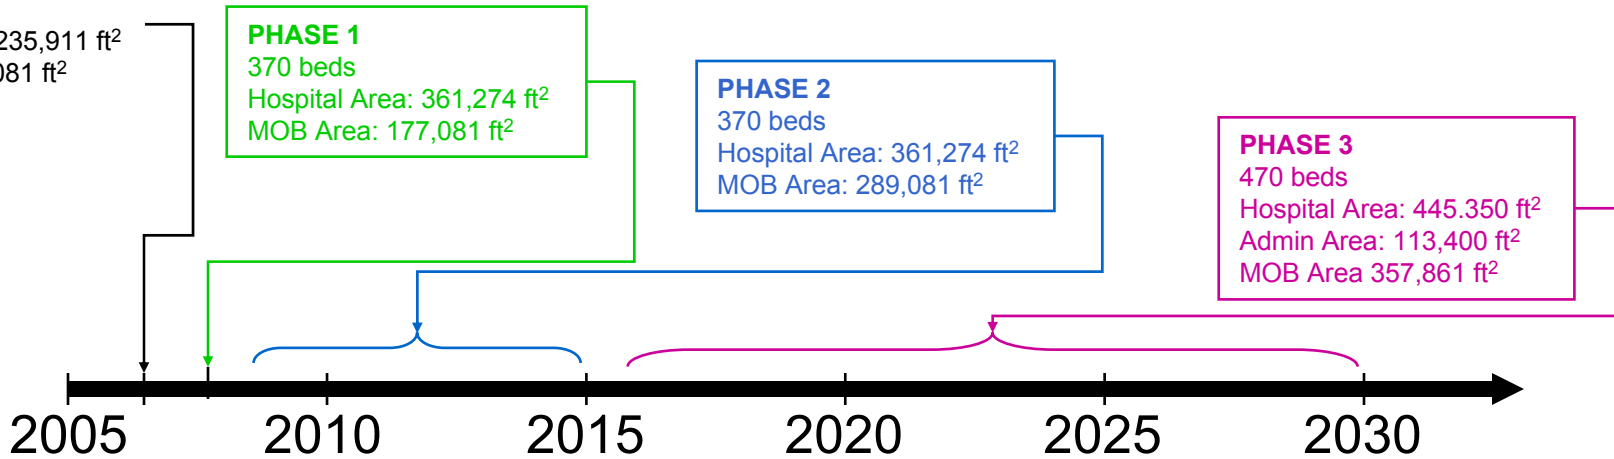 235,911 ft²
081 ft²
PHASE 1
370 beds
Hospital Area: 361,274 ft²
MOB Area: 177,081 ft²
PHASE 2
370 beds
Hospital Area: 361,274 ft²
MOB Area: 289,081 ft²
PHASE 3
470 beds
Hospital Area: 445.350 ft²
Admin Area: 113,400 ft²
MOB Area 357,861 ft²
2005 2010 2015 2020 2025 2030